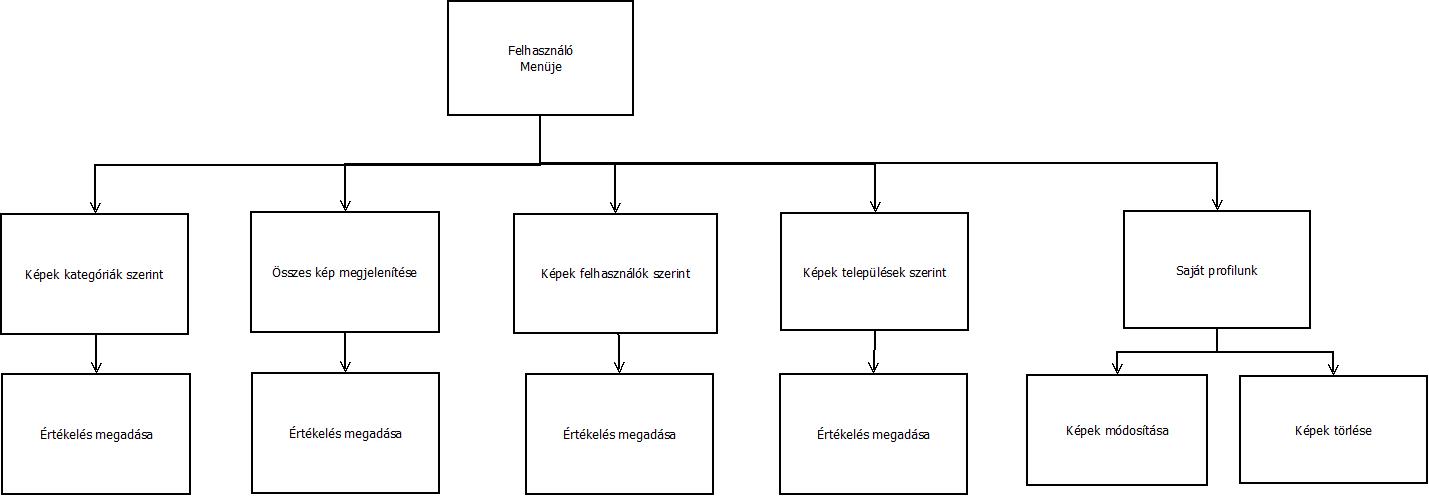 Felhasználó
Menüje
Képek kategóriák szerint
Összes kép megjelenítése
Képek felhasználók szerint
Képek települések szerint
Saját profilunk
Értékelés megadása
Értékelés megadása
Értékelés megadása
Értékelés megadása
Képek módosítása
Képek törlése